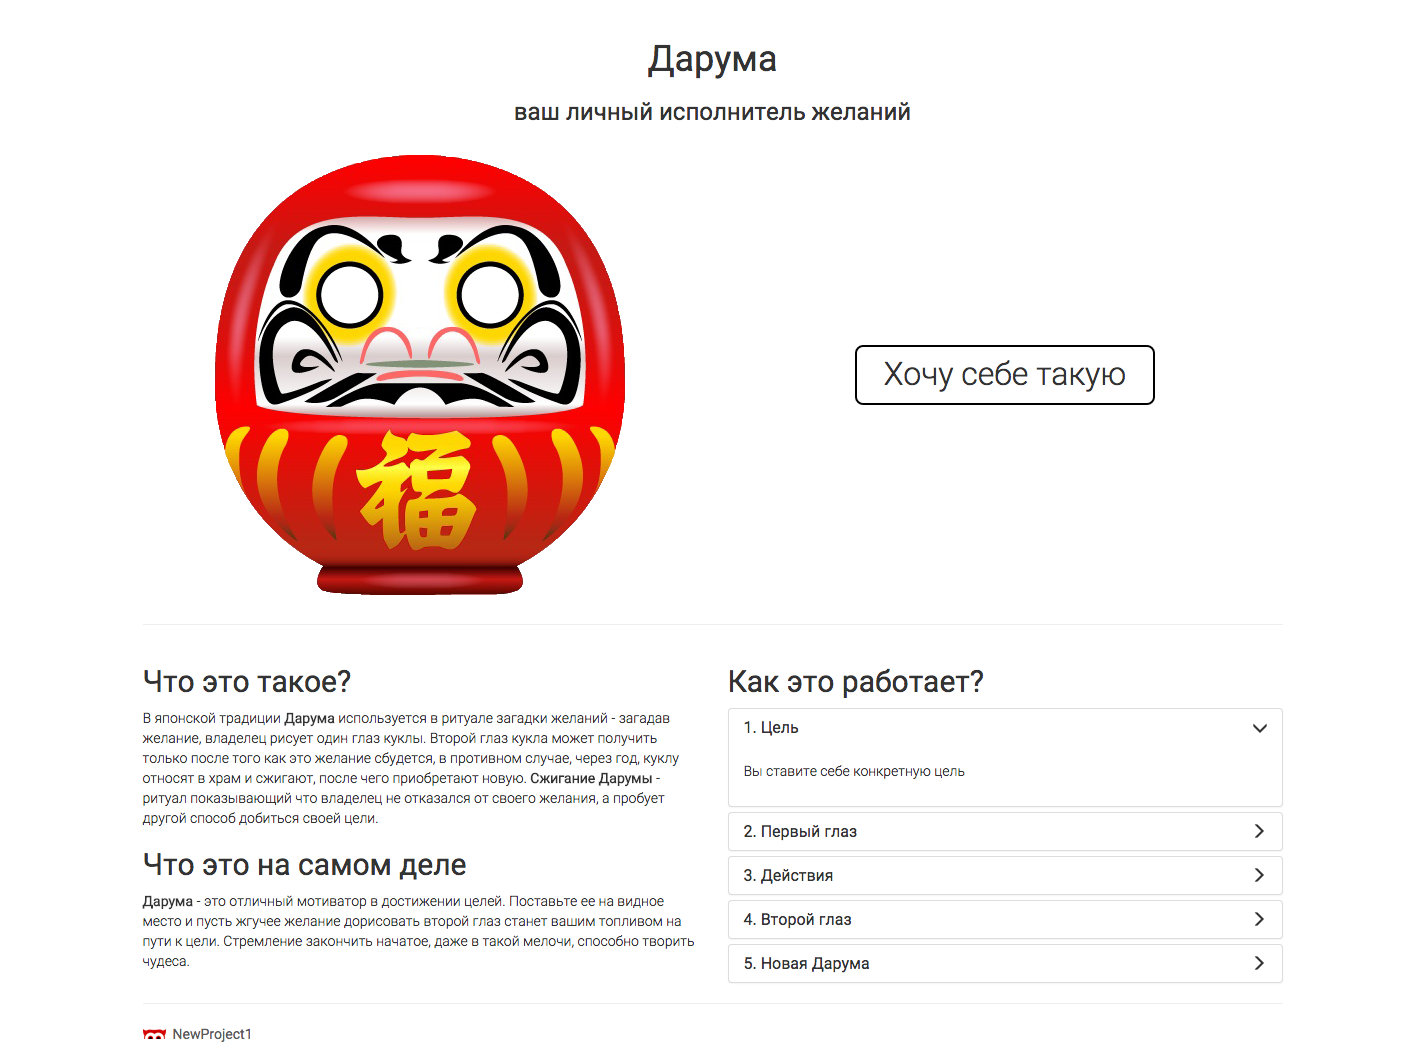 Дарума
ваш личный исполнитель желаний
福
Хочу себе такую
Что это такое?
В японской традиции Дарума используется в ритуале загадки желаний - загадав
желание, владелец рисует один глаз куклы. Второй глаз кукла может получить
только после того как это желание сбудется, в противном случае, через год, куклу
относят в храм и сжигают, после чего приобретают новую. Сжигание Дарумы -
ритуал показывающий что владелец не отказался от своего желания, а пробует
другой способ добиться своей цели.
Что это на самом деле
Дарума - это отличный мотиватор в достижении целей. Поставьте ее на видное
место и пусть жгучее желание дорисовать второй глаз станет вашим топливом на
пути к цели. Стремление закончить начатое, даже в такой мелочи, способно творить
чудеса.
Как это работает?
1. Цель
Вы ставите себе конкретную цель
2. Первый глаз
3. Действия
4. Второй глаз
5. Новая Дарума
NewProject1